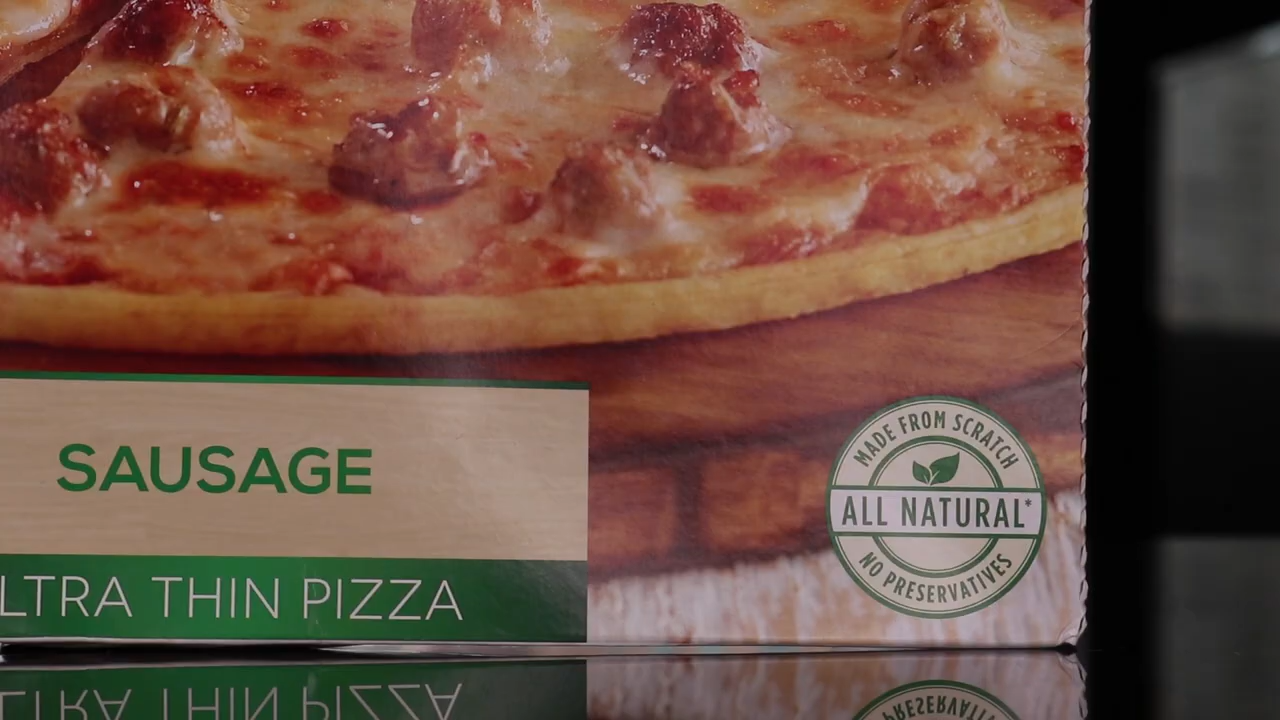 SAUSAGE
LTRA THIN PIZZA
MADE FROM SCRATCH
ALL NATURAL*
NO PRESERVATIVES